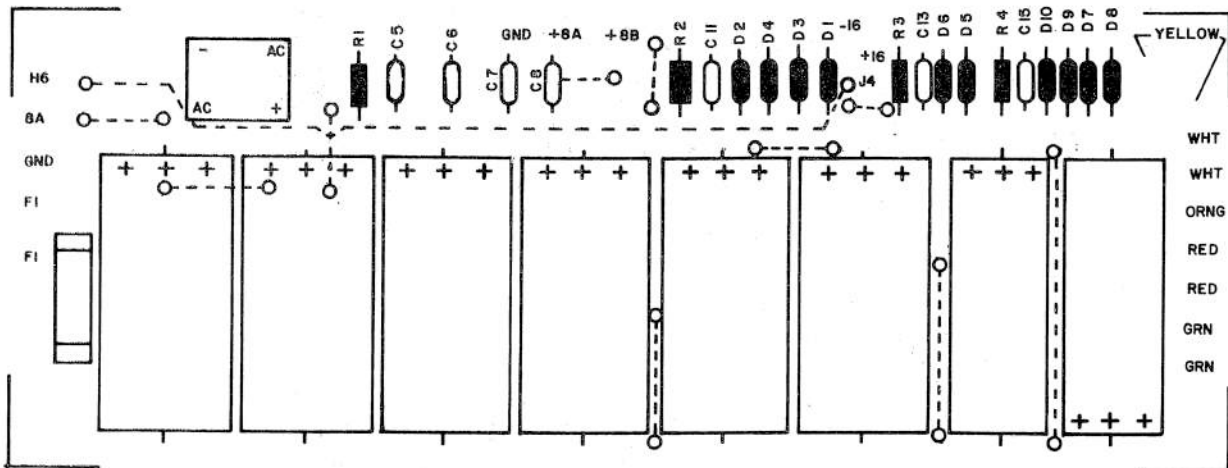 H6
8A
GND
F1
F1
- AC
AC +
R1
C5
C6
GND
C7
+8A
C8
+8B
R2
C11
D2
D4
D3
D1
-16
+16
J4
R3
C13
D6
D5
R4
C15
D10
D9
D7
D8
YELLOW
WHT
WHT
ORNG
RED
RED
GRN
GRN
+ + +
+ + +
+ + +
+ + +
+ + +
+ + +
+ + +
+ + +